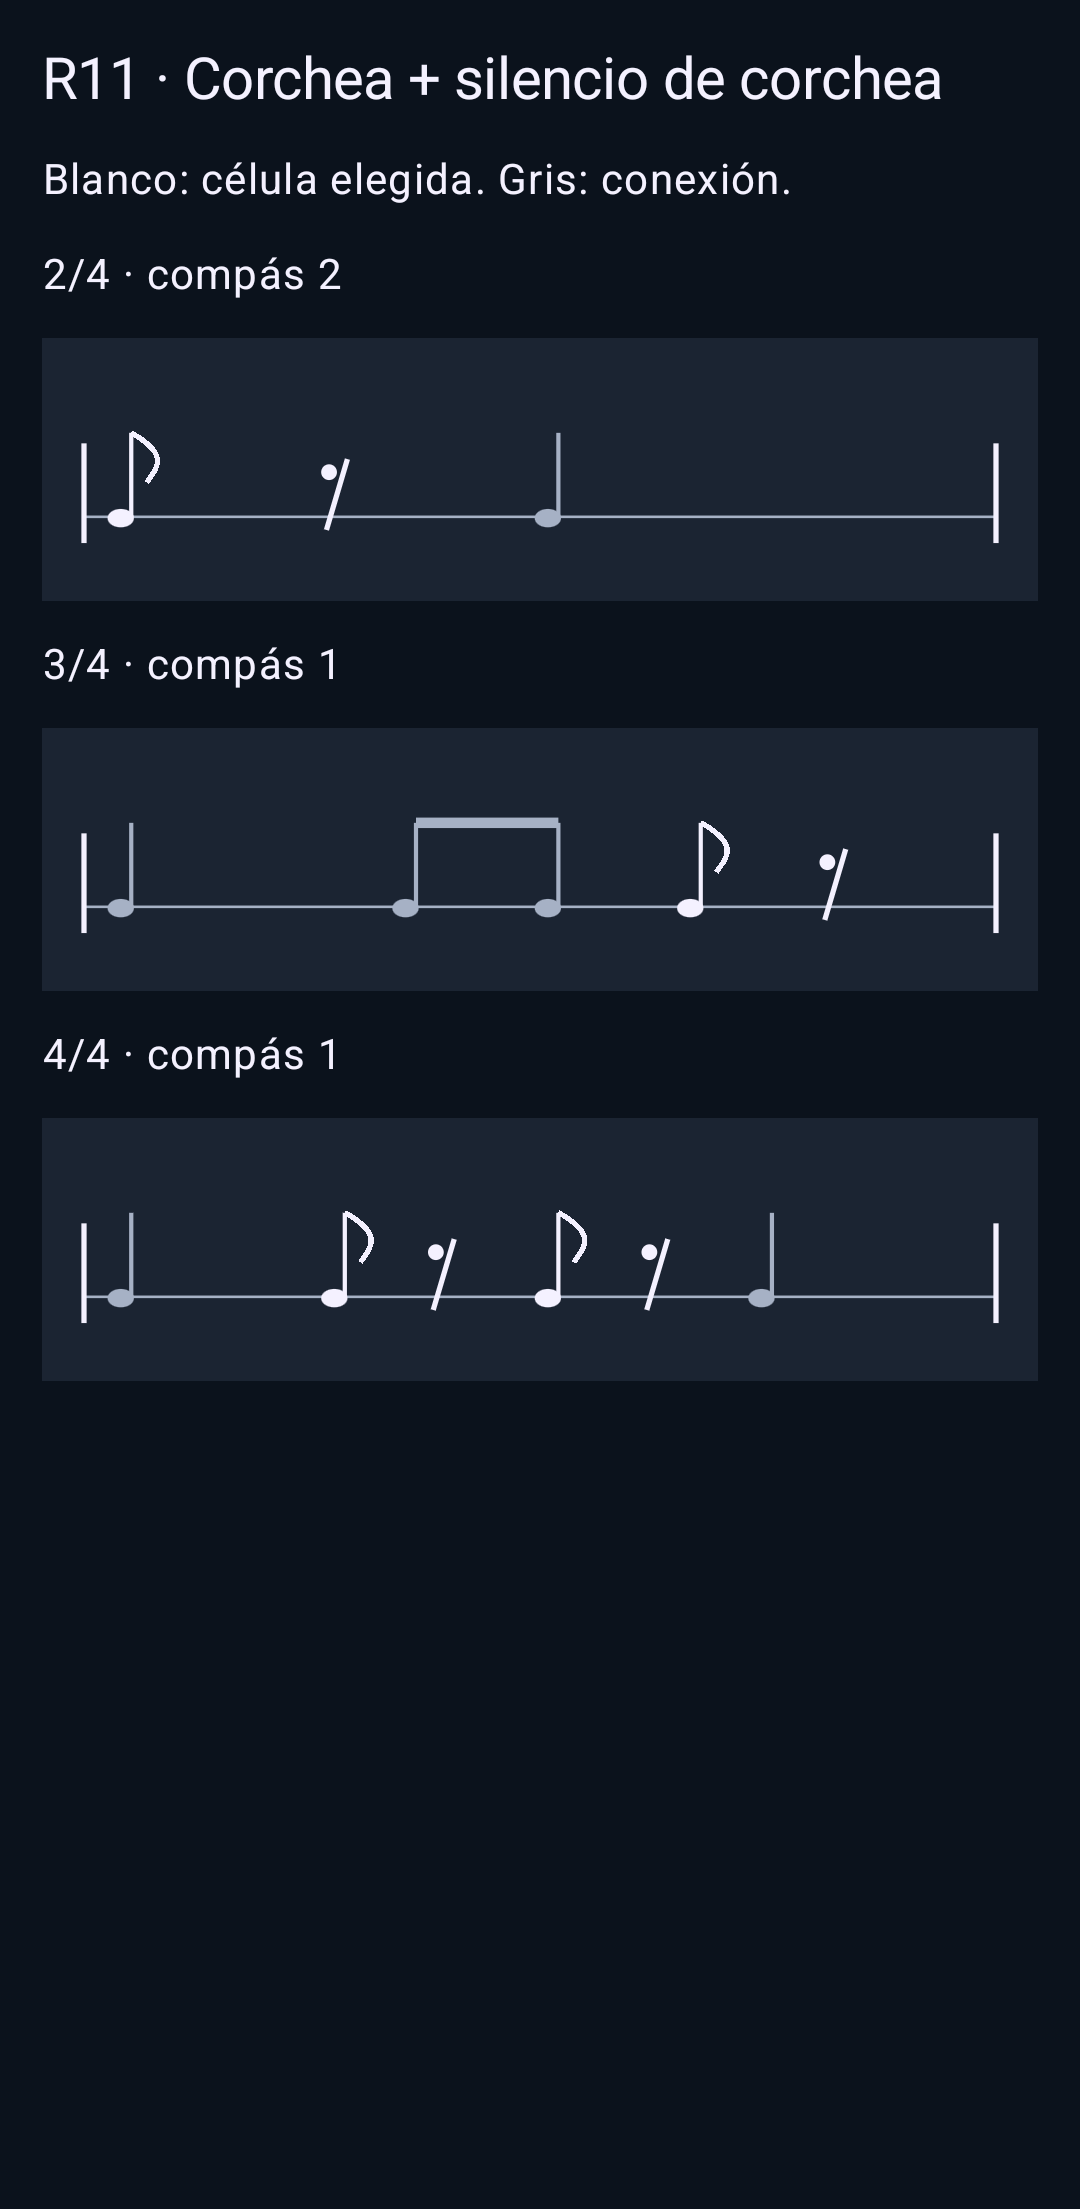 R11 · Corchea + silencio de corchea
Blanco: célula elegida. Gris: conexión.
2/4 · compás 2
3/4 · compás 1
4/4 · compás 1